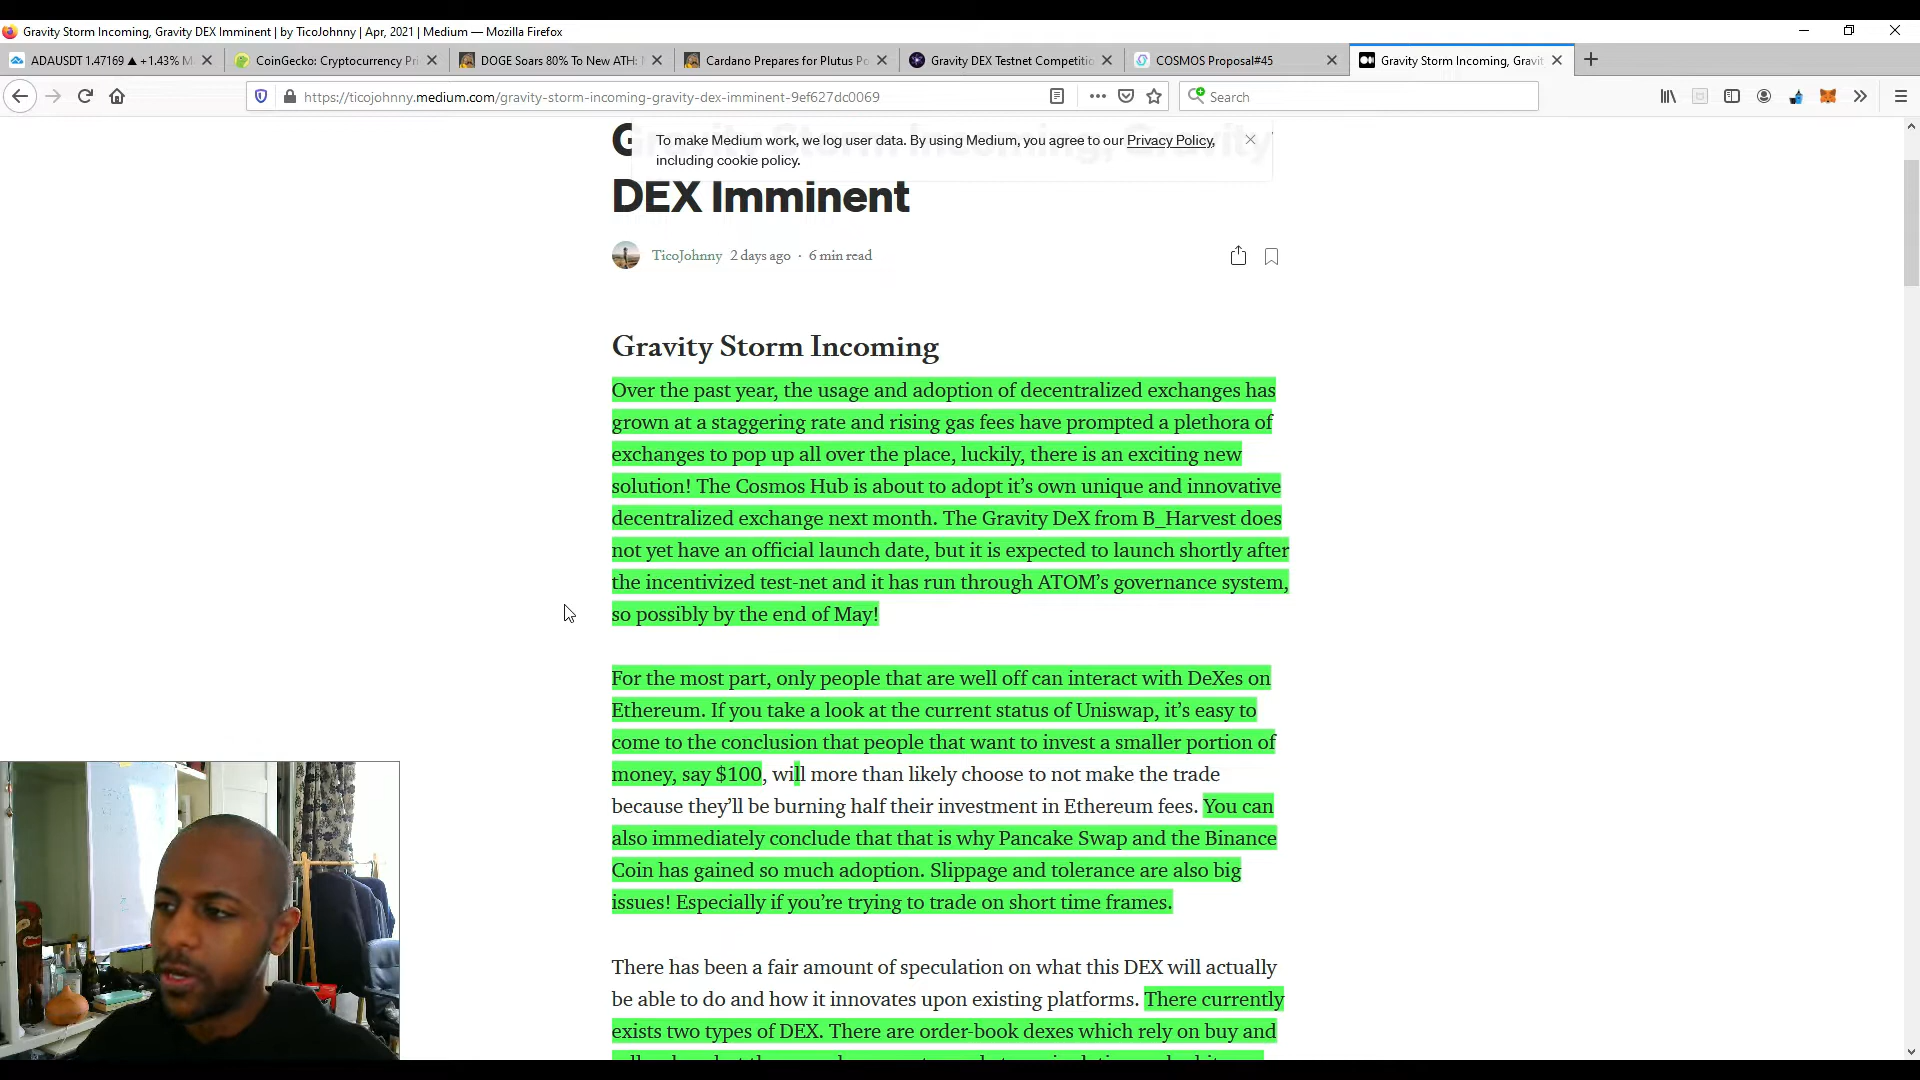 Gravity Storm Incoming, Gravity DEX Imminent | by TicoJohnny | Apr, 2021 | Medium — Mozilla Firefox
ADAUSDT 1.47169 ▲ +1.43% M
CoinGecko: Cryptocurrency Pri
DOGE Soars 80% To New ATH:
Cardano Prepares for Plutus Po
Gravity DEX Testnet Competitio
COSMOS Proposal#45
Gravity Storm Incoming, Gravit
https://ticojohnny.medium.com/gravity-storm-incoming-gravity-dex-imminent-9ef627dc0069
Search
To make Medium work, we log user data. By using Medium, you agree to our Privacy Policy,
including cookie policy.
Gravity Storm Incoming, Gravity
DEX Imminent
TicoJohnny 2 days ago · 6 min read
Gravity Storm Incoming
Over the past year, the usage and adoption of decentralized exchanges has
grown at a staggering rate and rising gas fees have prompted a plethora of
exchanges to pop up all over the place, luckily, there is an exciting new
solution! The Cosmos Hub is about to adopt it’s own unique and innovative
decentralized exchange next month. The Gravity DeX from B_Harvest does
not yet have an official launch date, but it is expected to launch shortly after
the incentivized test-net and it has run through ATOM’s governance system,
so possibly by the end of May!
For the most part, only people that are well off can interact with DeXes on
Ethereum. If you take a look at the current status of Uniswap, it’s easy to
come to the conclusion that people that want to invest a smaller portion of
money, say $100, will more than likely choose to not make the trade
because they’ll be burning half their investment in Ethereum fees. You can
also immediately conclude that that is why Pancake Swap and the Binance
Coin has gained so much adoption. Slippage and tolerance are also big
issues! Especially if you’re trying to trade on short time frames.
There has been a fair amount of speculation on what this DEX will actually
be able to do and how it innovates upon existing platforms. There currently
exists two types of DEX. There are order-book dexes which rely on buy and